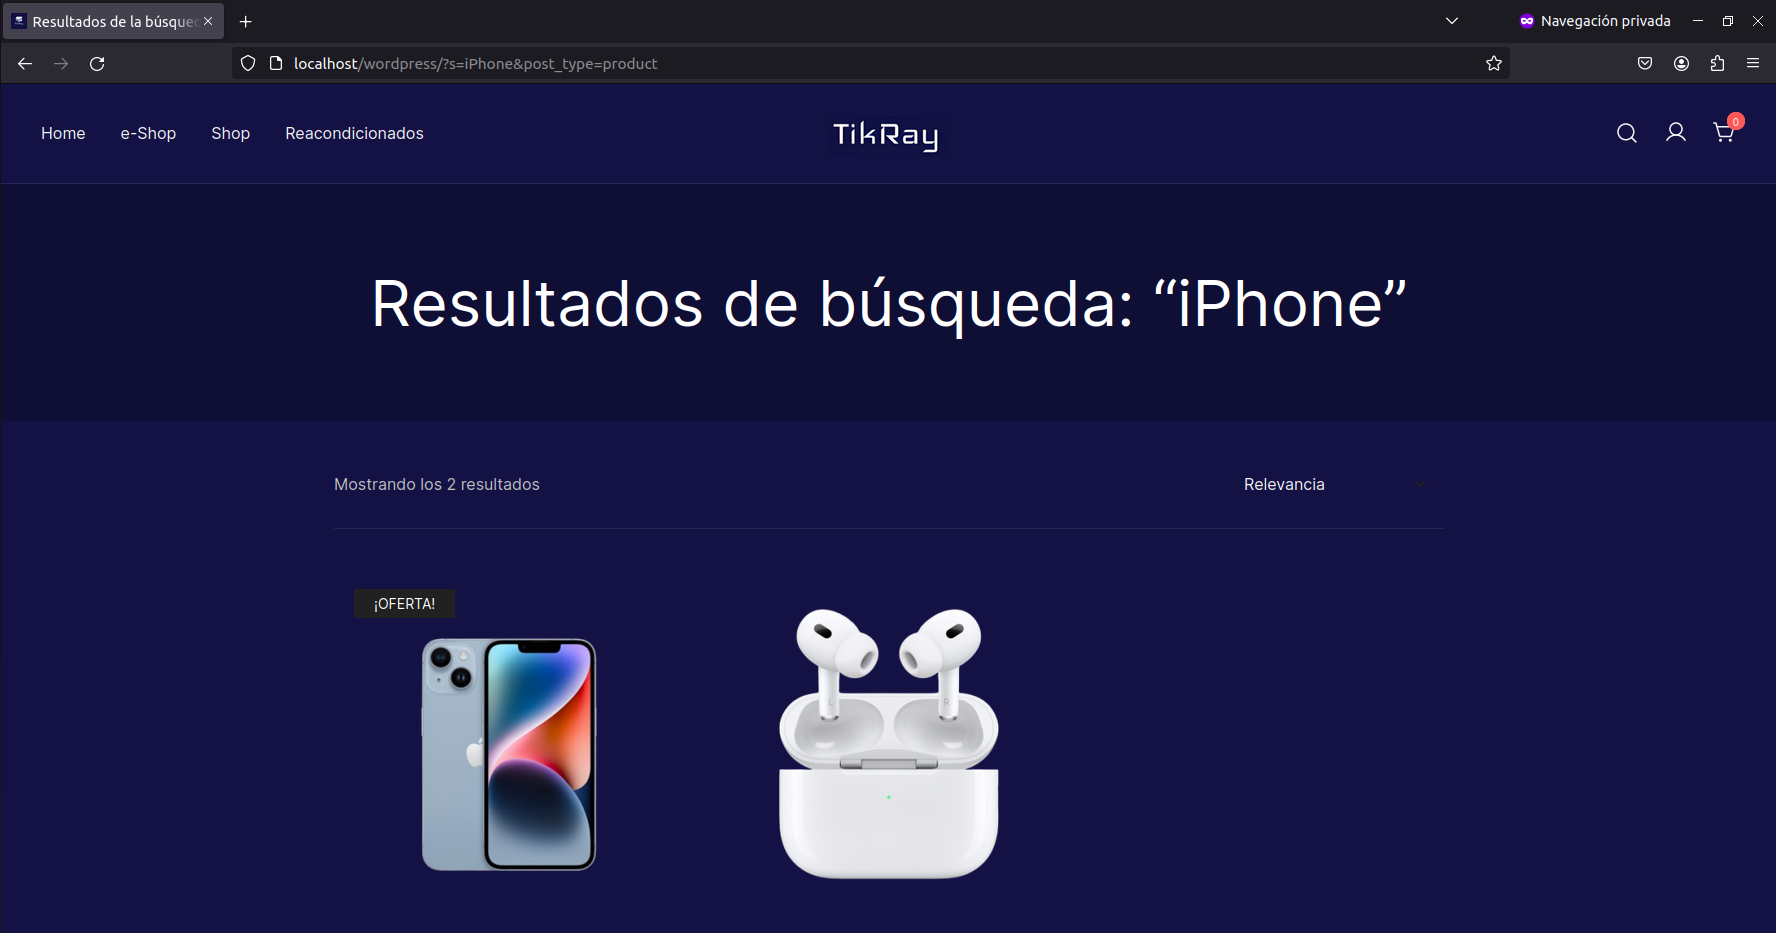 Resultados de la búsqued
Navegación privada
localhost/wordpress/?s=iPhone&post_type=product
Home e-Shop Shop Reacondicionados
TikRay
0
Resultados de búsqueda: “iPhone”
Mostrando los 2 resultados
Relevancia
¡OFERTA!
L
R